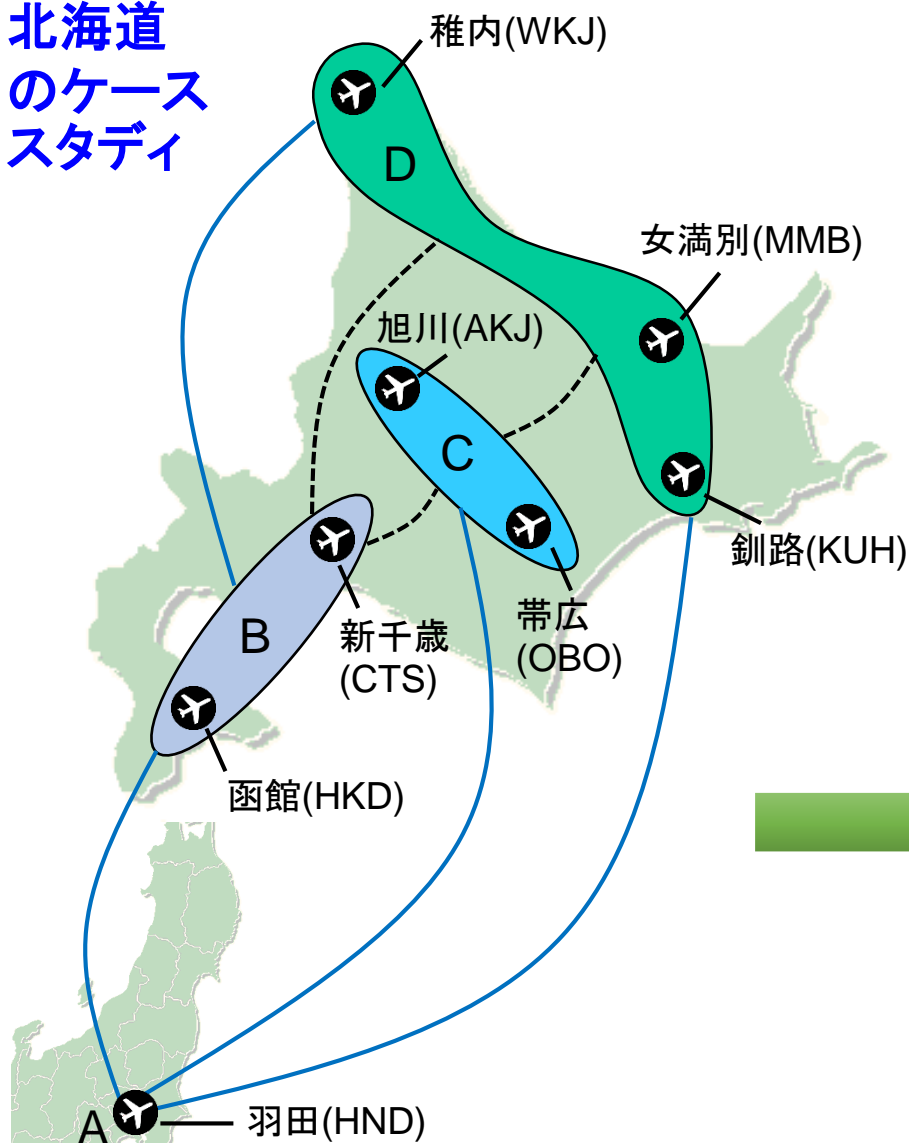 北海道
のケース
スタディ
稚内(WKJ)
D
女満別(MMB)
旭川(AKJ)
C
釧路(KUH)
帯広
(OBO)
新千歳
(CTS)
B
函館(HKD)
A
羽田(HND)